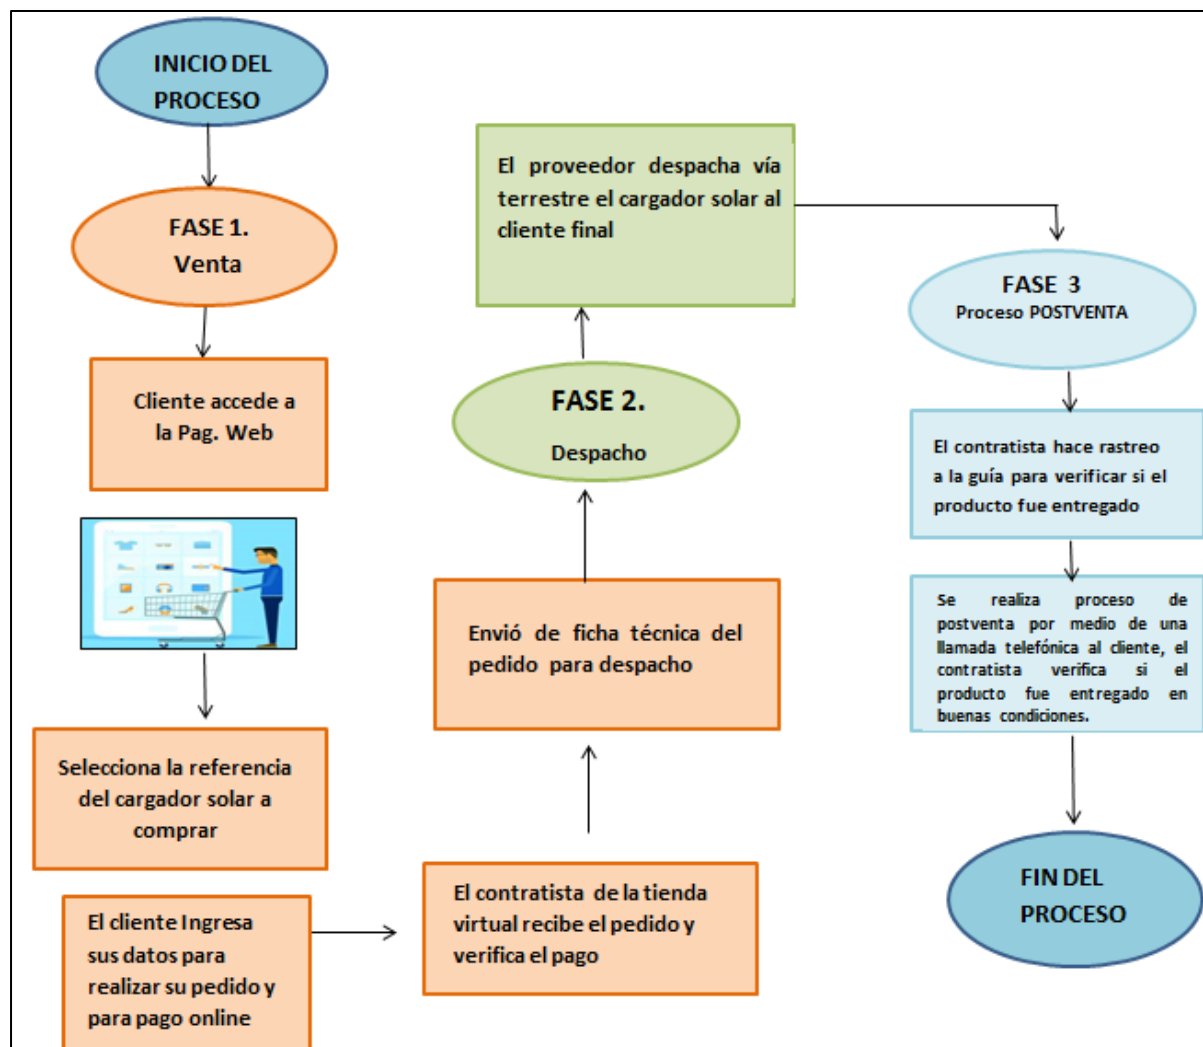 INICIO DEL
PROCESO
FASE 1.
Venta
Cliente accede a
la Pag. Web
Selecciona la referencia
del cargador solar a
comprar
El cliente Ingresa
sus datos para
realizar su pedido y
para pago online
El contratista de la tienda
virtual recibe el pedido y
verifica el pago
Envió de ficha técnica del
pedido para despacho
FASE 2.
Despacho
El proveedor despacha vía
terrestre el cargador solar al
cliente final
FASE 3
Proceso POSTVENTA
El contratista hace rastreo
a la guía para verificar si el
producto fue entregado
Se realiza proceso de
postventa por medio de una
llamada telefónica al cliente, el
contratista verifica si el
producto fue entregado en
buenas condiciones.
FIN DEL
PROCESO